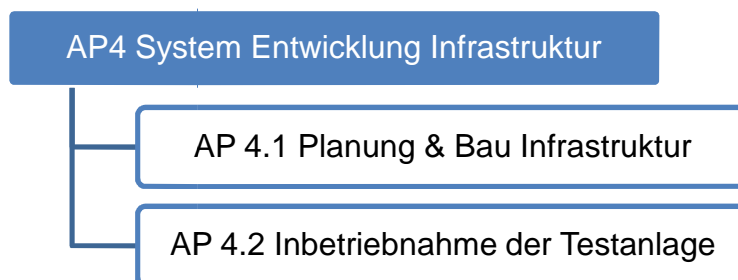 AP4 System Entwicklung Infrastruktur
AP 4.1 Planung & Bau Infrastruktur
AP 4.2 Inbetriebnahme der Testanlage